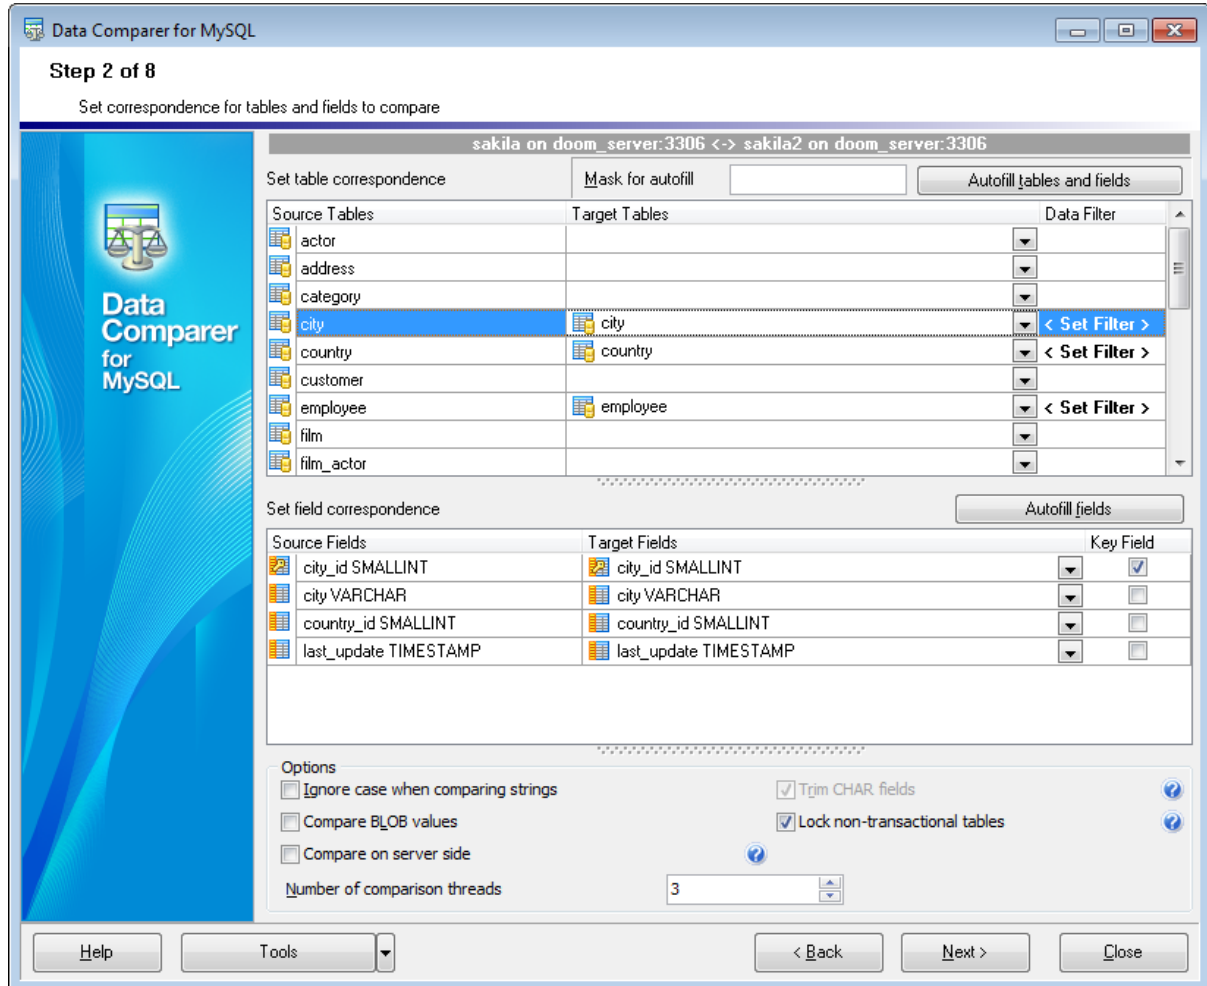 Data Comparer for MySQL
Step 2 of 8
Set correspondence for tables and fields to compare
Data
Comparer
for
MySQL
sakila on doom_server:3306 <-> sakila2 on doom_server:3306
Set table correspondence Mask for autofill Autofill tables and fields
Source Tables Target Tables Data Filter
actor
address
category
city city < Set Filter >
country country < Set Filter >
customer
employee employee < Set Filter >
film
film_actor
Set field correspondence Autofill fields
Source Fields Target Fields Key Field
city_id SMALLINT city_id SMALLINT
city VARCHAR city VARCHAR
country_id SMALLINT country_id SMALLINT
last_update TIMESTAMP last_update TIMESTAMP
Options
Ignore case when comparing strings Trim CHAR fields
Compare BLOB values Lock non-transactional tables
Compare on server side
Number of comparison threads 3
Help Tools < Back Next > Close